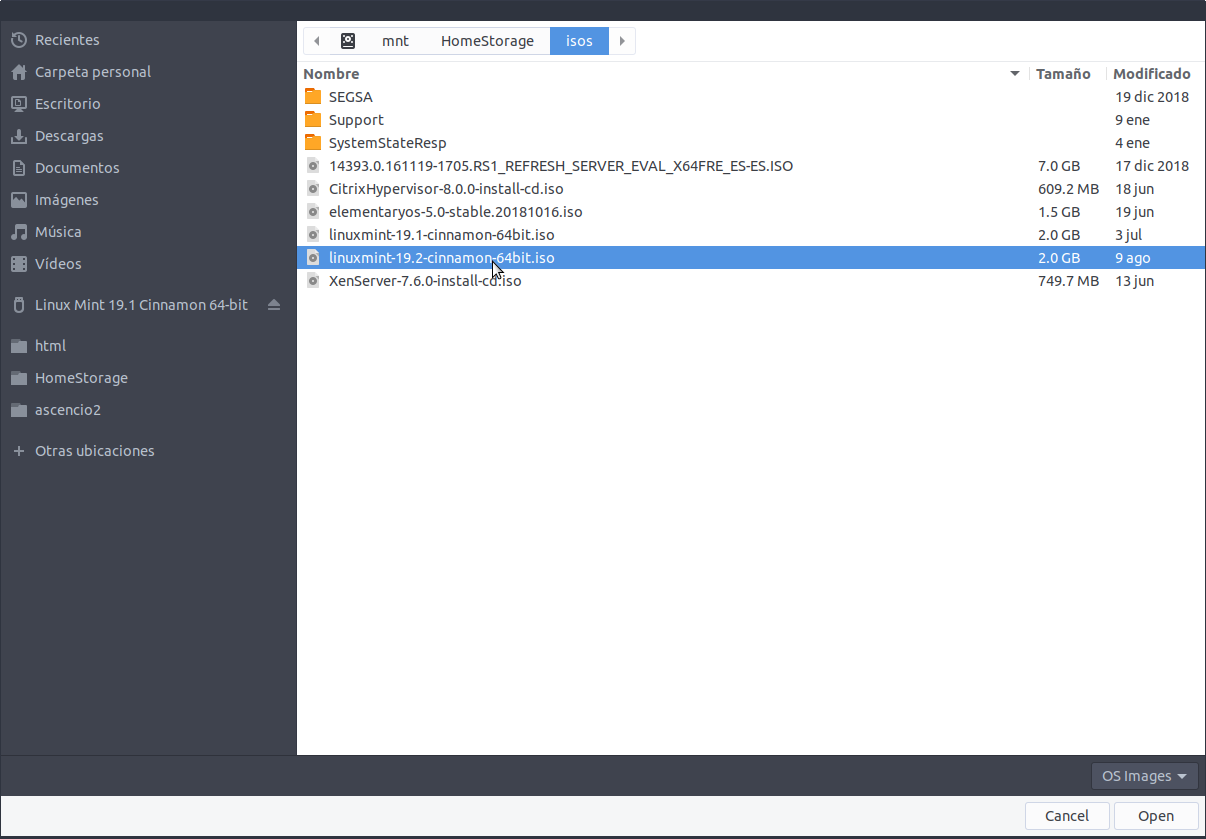 Recientes
Carpeta personal
Escritorio
Descargas
Documentos
Imágenes
Música
Vídeos
Linux Mint 19.1 Cinnamon 64-bit
html
HomeStorage
ascencio2
Otras ubicaciones
mnt HomeStorage isos
Nombre Tamaño Modificado
SEGSA 19 dic 2018
Support 9 ene
SystemStateResp 4 ene
14393.0.161119-1705.RS1_REFRESH_SERVER_EVAL_X64FRE_ES-ES.ISO 7.0 GB 17 dic 2018
CitrixHypervisor-8.0.0-install-cd.iso 609.2 MB 18 jun
elementaryos-5.0-stable.20181016.iso 1.5 GB 19 jun
linuxmint-19.1-cinnamon-64bit.iso 2.0 GB 3 jul
linuxmint-19.2-cinnamon-64bit.iso 2.0 GB 9 ago
XenServer-7.6.0-install-cd.iso 749.7 MB 13 jun
OS Images
Cancel Open